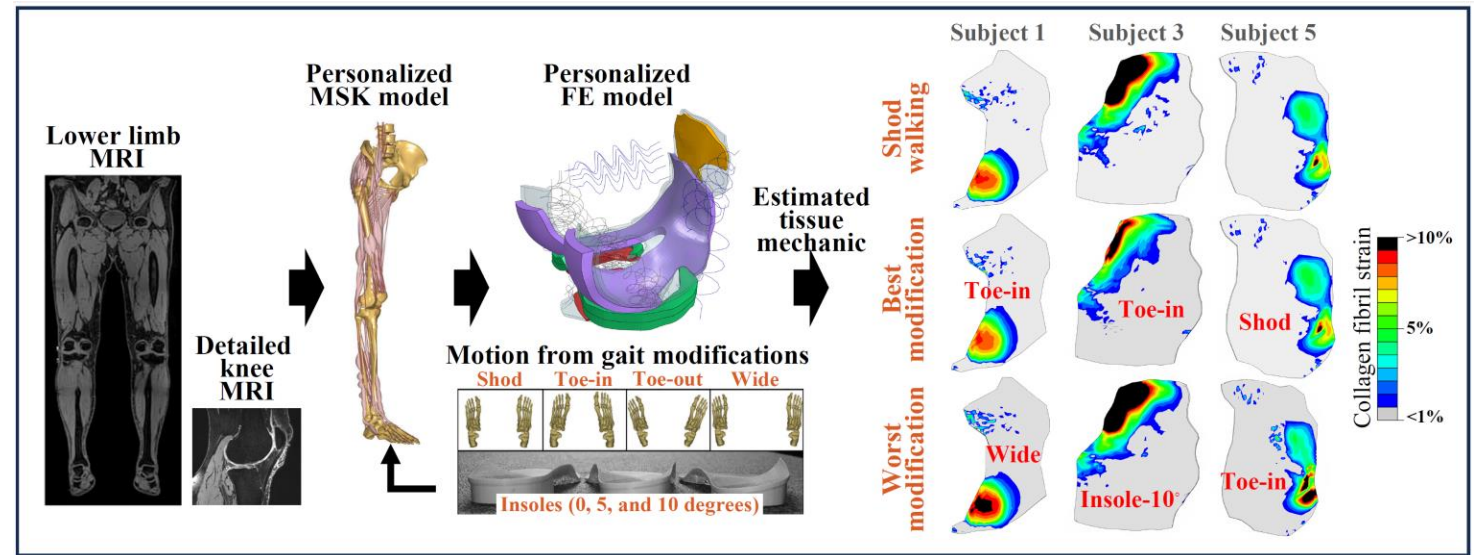 Lower limb
MRI
Detailed
knee
MRI
Personalized
MSK model
Personalized
FE model
Motion from gait modifications
Shod Toe-in Toe-out Wide
Insoles (0, 5, and 10 degrees)
Estimated
tissue
mechanic
Subject 1 Subject 3 Subject 5
Shod
walking
Best
modification
Toe-in Toe-in Shod
Worst
modification
Wide Insole-10° Toe-in
Collagen fibril strain
>10%
5%
<1%